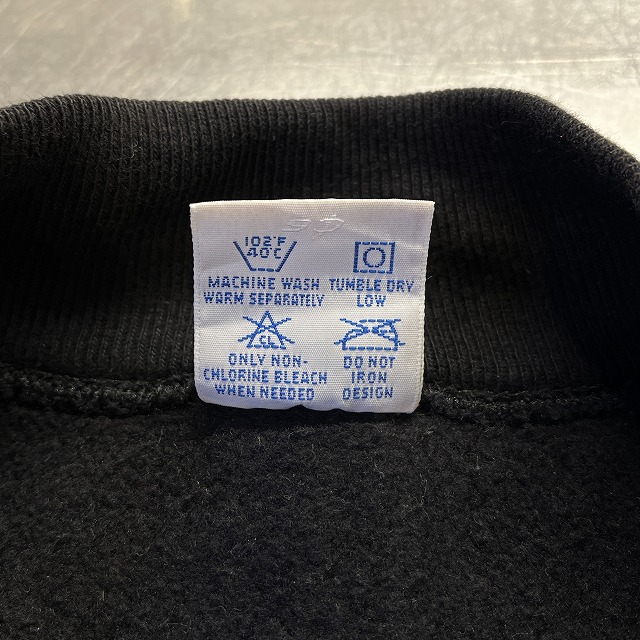 102°F
40°C
MACHINE WASH
WARM SEPARATELY
TUMBLE DRY
LOW
CL
ONLY NON-
CHLORINE BLEACH
WHEN NEEDED
DO NOT
IRON
DESIGN